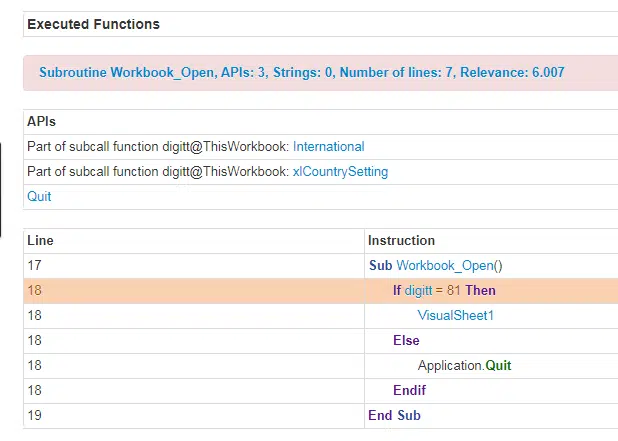 Executed Functions
Subroutine Workbook_Open, APIs: 3, Strings: 0, Number of lines: 7, Relevance: 6.007
APIs
Part of subcall function digitt@ThisWorkbook: International
Part of subcall function digitt@ThisWorkbook: xlCountrySetting
Quit
Line Instruction
17 Sub Workbook_Open()
18 If digitt = 81 Then
18 VisualSheet1
18 Else
18 Application.Quit
18 Endif
19 End Sub